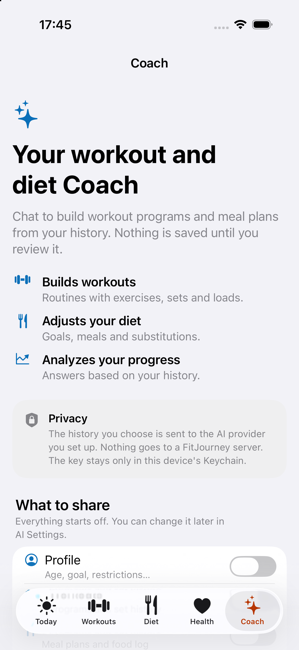 17:45
Coach
Your workout and
diet Coach
Chat to build workout programs and meal plans
from your history. Nothing is saved until you
review it.
Builds workouts
Routines with exercises, sets and loads.
Adjusts your diet
Goals, meals and substitutions.
Analyzes your progress
Answers based on your history.
Privacy
The history you choose is sent to the AI provider
you set up. Nothing goes to a FitJourney server.
The key stays only in this device's Keychain.
What to share
Everything starts off. You can change it later in
AI Settings.
Profile
Age, goal, restrictions...
Today Workouts Diet Health Coach
Meal plans and food log